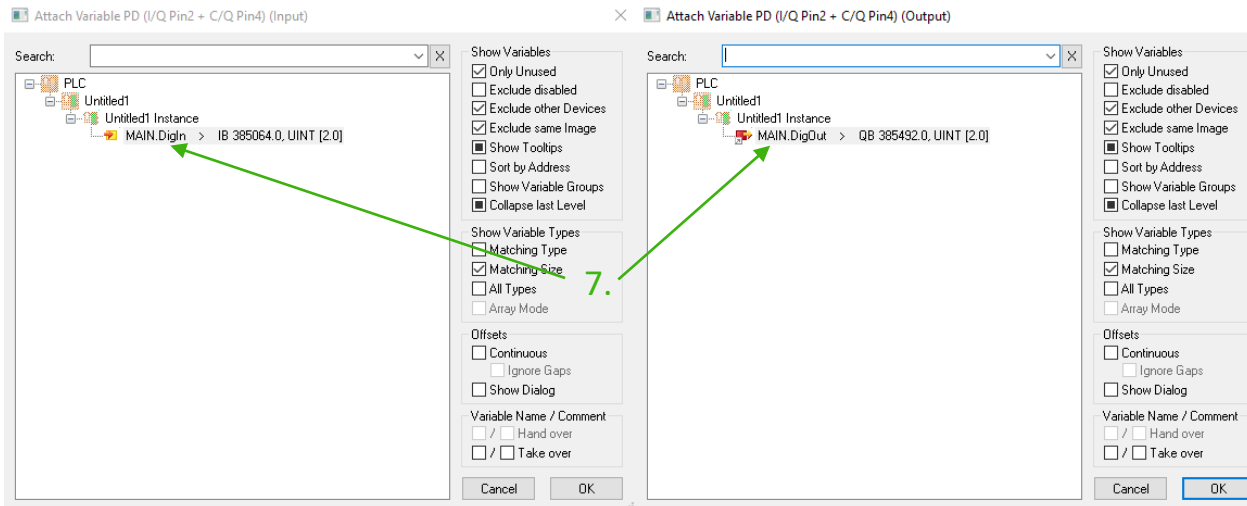 Attach Variable PD (I/Q Pin2 + C/Q Pin4) (Input)
Search:
PLC
Untitled1
Untitled1 Instance
MAIN.DigIn > IB 385064.0, UINT [2.0]
Show Variables
Only Unused
Exclude disabled
Exclude other Devices
Exclude same Image
Show Tooltips
Sort by Address
Show Variable Groups
Collapse last Level
Show Variable Types
Matching Type
Matching Size
All Types
Array Mode
Offsets
Continuous
Ignore Gaps
Show Dialog
Variable Name / Comment
/ Hand over
/ Take over
Cancel OK
7.
Attach Variable PD (I/Q Pin2 + C/Q Pin4) (Output)
Search:
PLC
Untitled1
Untitled1 Instance
MAIN.DigOut > QB 385492.0, UINT [2.0]
Show Variables
Only Unused
Exclude disabled
Exclude other Devices
Exclude same Image
Show Tooltips
Sort by Address
Show Variable Groups
Collapse last Level
Show Variable Types
Matching Type
Matching Size
All Types
Array Mode
Offsets
Continuous
Ignore Gaps
Show Dialog
Variable Name / Comment
/ Hand over
/ Take over
Cancel OK